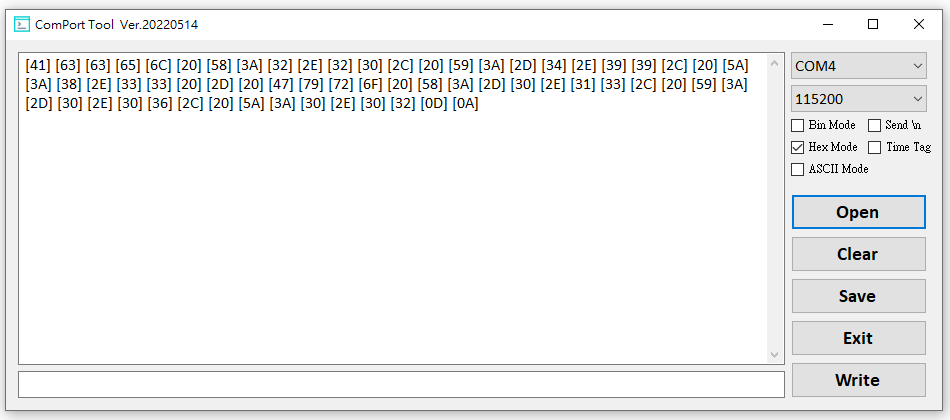 ComPort Tool Ver.20220514
[41] [63] [63] [65] [6C] [20] [58] [3A] [32] [2E] [32] [30] [2C] [20] [59] [3A] [2D] [34] [2E] [39] [39] [2C] [20] [5A]
[3A] [38] [2E] [33] [33] [20] [2D] [20] [47] [79] [72] [6F] [20] [58] [3A] [2D] [30] [2E] [31] [33] [2C] [20] [59] [3A]
[2D] [30] [2E] [30] [36] [2C] [20] [5A] [3A] [30] [2E] [30] [32] [0D] [0A]
COM4
115200
Bin Mode
Send \n
Hex Mode
Time Tag
ASCII Mode
Open
Clear
Save
Exit
Write